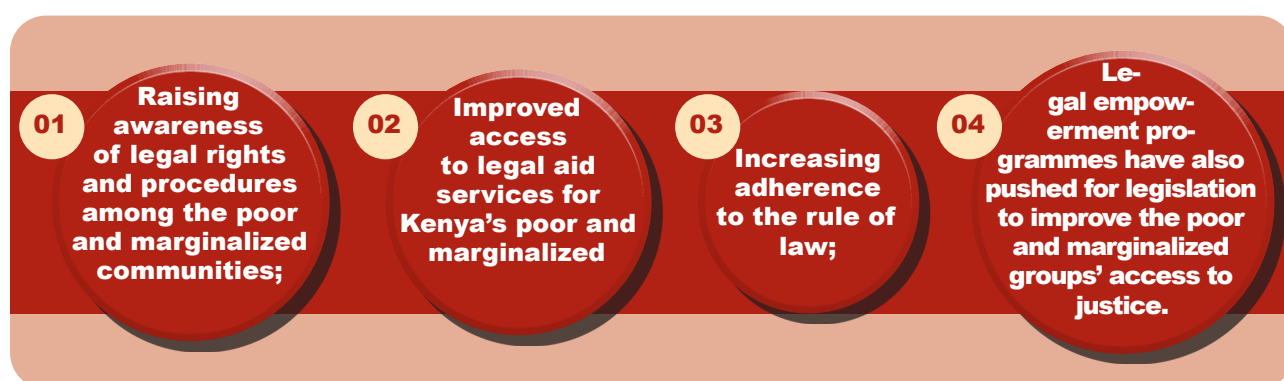 01
Raising
awareness
of legal rights
and procedures
among the poor
and marginalized
communities;
02
Improved
access
to legal aid
services for
Kenya’s poor and
marginalized
03
Increasing
adherence
to the rule of
law;
04
Le-
gal empow-
erment pro-
grammes have also
pushed for legislation
to improve the poor
and marginalized
groups’ access to
justice.